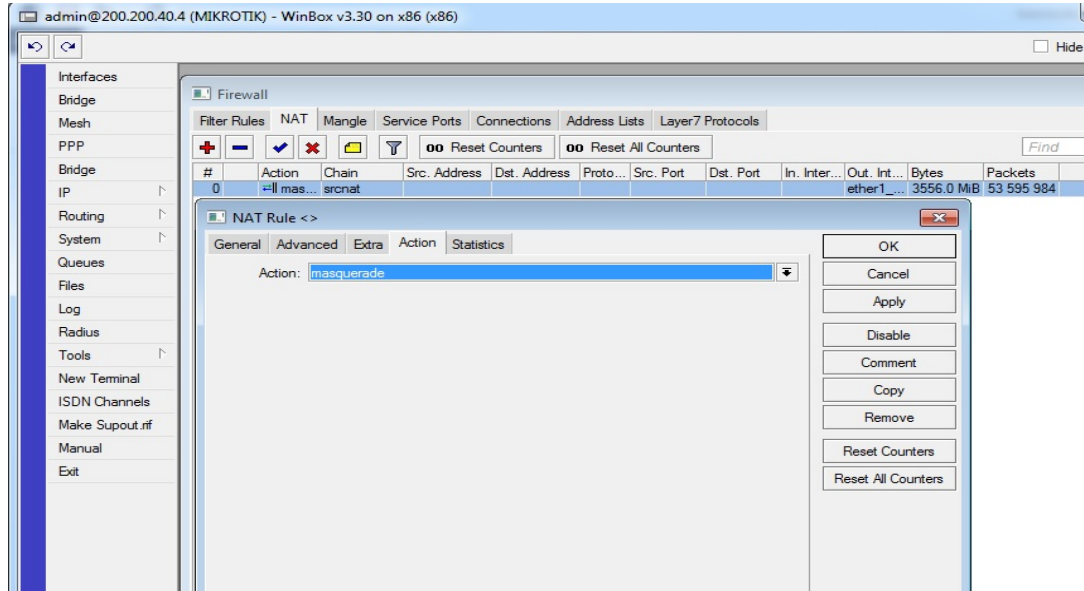 admin@200.200.40.4 (MIKROTIK) - WinBox v3.30 on x86 (x86)
Hide
Interfaces
Bridge
Mesh
PPP
Bridge
IP
Routing
System
Queues
Files
Log
Radius
Tools
New Terminal
ISDN Channels
Make Supout.rif
Manual
Exit
Firewall
Filter Rules NAT Mangle Service Ports Connections Address Lists Layer7 Protocols
00 Reset Counters 00 Reset All Counters Find
# Action Chain Src. Address Dst. Address Proto... Src. Port Dst. Port In. Inter... Out. Int... Bytes Packets
0 mas... srcnat ether1_... 3556.0 MiB 53 595 984
NAT Rule <>
General Advanced Extra Action Statistics
Action: masquerade
OK
Cancel
Apply
Disable
Comment
Copy
Remove
Reset Counters
Reset All Counters